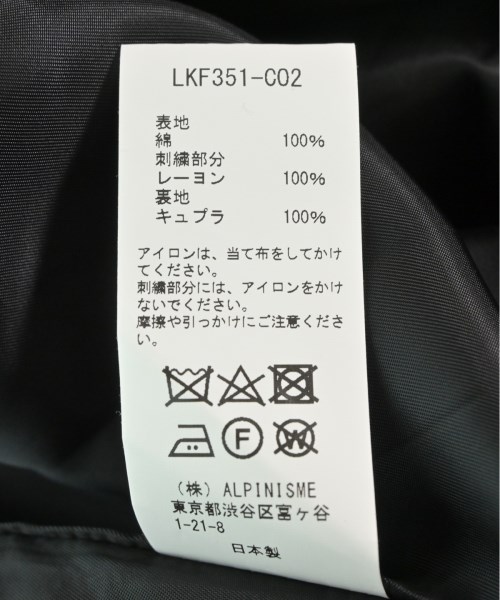 LKF351-C02
表地
綿 100%
刺繍部分
レーヨン 100%
裏地
キュプラ 100%
アイロンは、当て布をしてかけ
てください。
刺繍部分には、アイロンをかけ
ないでください。
摩擦や引っかけにご注意くださ
い。
F W
(株) ALPINISME
東京都渋谷区富ヶ谷
1-21-8
日本製